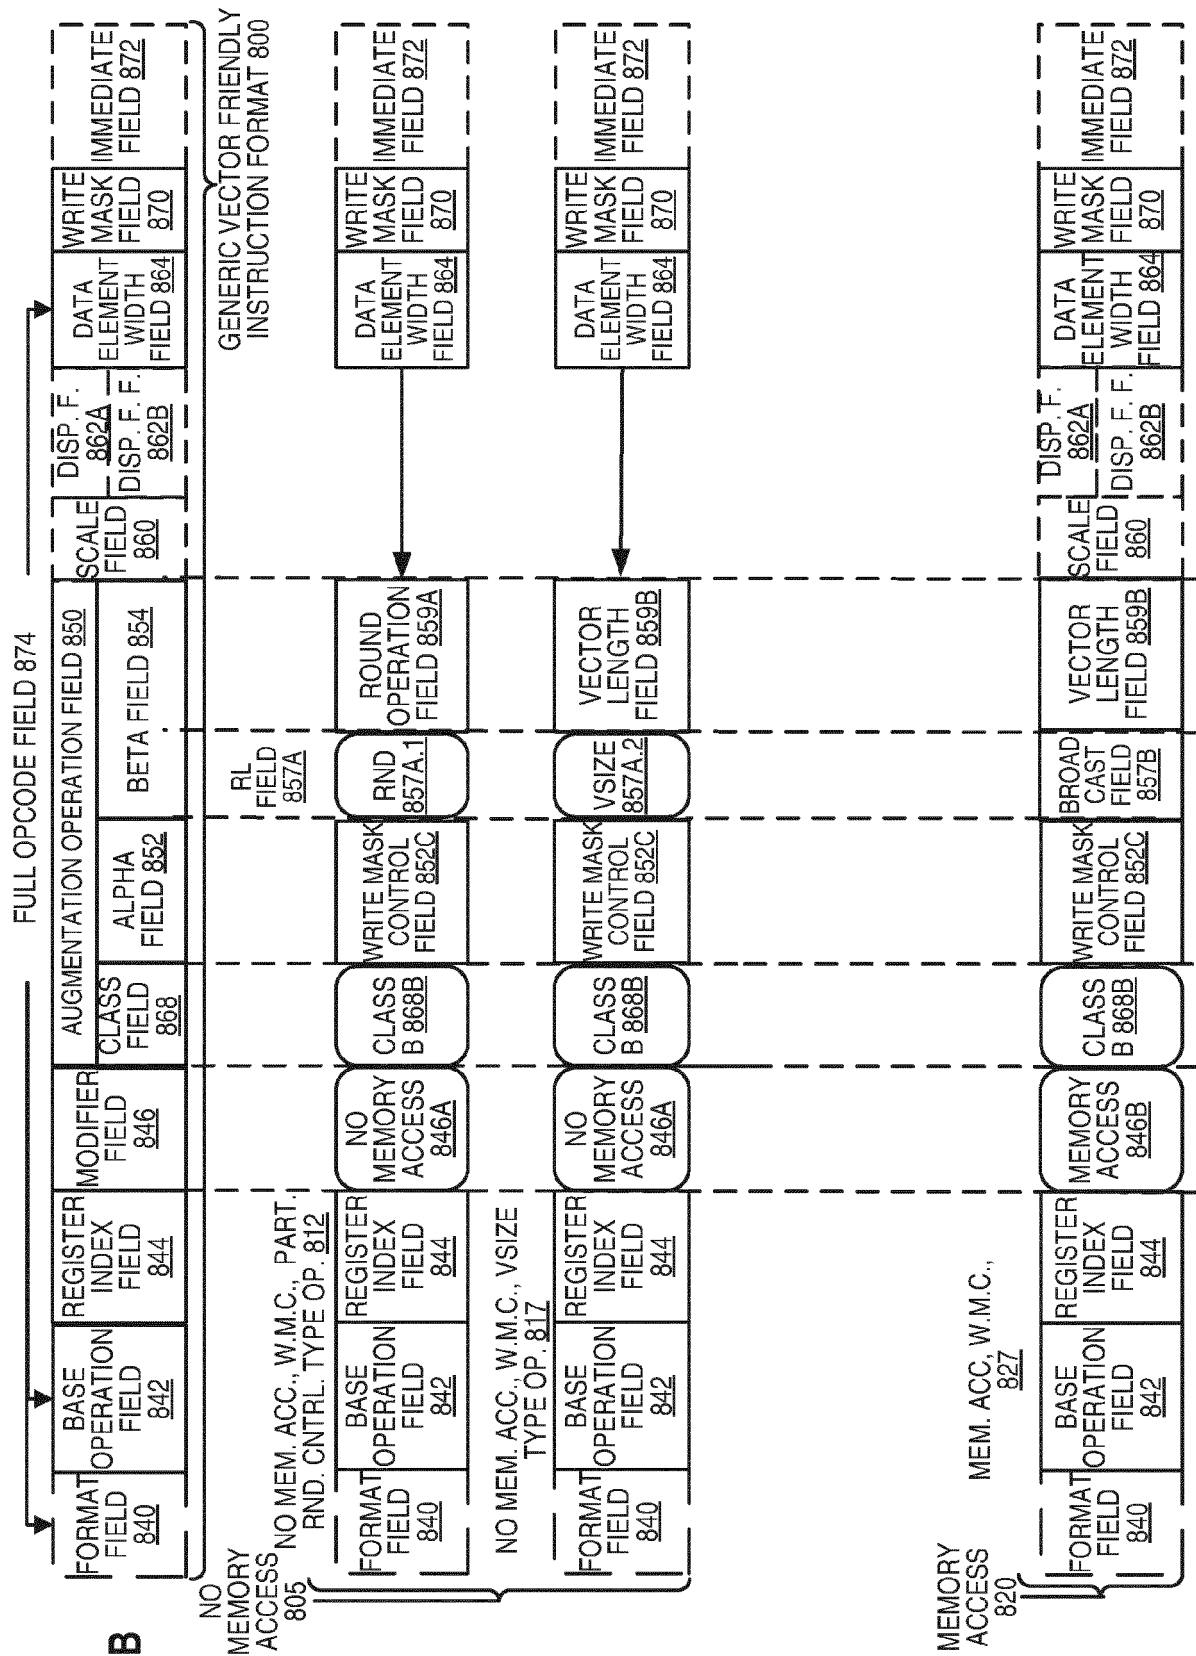 FULL OPCODE FIELD 874
FORMAT
FIELD
840
BASE
OPERATION
FIELD
842
REGISTER
INDEX
FIELD
844
MODIFIER
FIELD
846
AUGMENTATION OPERATION FIELD 850
CLASS
FIELD
868
ALPHA
FIELD 852
BETA FIELD 854
SCALE
FIELD
860
DISP. F.
862A
DISP. F. F.
862B
DATA
ELEMENT
WIDTH
FIELD 864
WRITE
MASK
FIELD
870
IMMEDIATE
FIELD 872
GENERIC VECTOR FRIENDLY
INSTRUCTION FORMAT 800
B
NO
MEMORY
ACCESS
805
NO MEM. ACC., W.M.C., PART.
RND. CNTRL. TYPE OP. 812
RL
FIELD
857A
FORMAT
FIELD
840
BASE
OPERATION
FIELD
842
REGISTER
INDEX
FIELD
844
NO
MEMORY
ACCESS
846A
CLASS
B 868B
WRITE MASK
CONTROL
FIELD 852C
RND
857A.1
ROUND
OPERATION
FIELD 859A
DATA
ELEMENT
WIDTH
FIELD 864
WRITE
MASK
FIELD
870
IMMEDIATE
FIELD 872
NO MEM. ACC., W.M.C., VSIZE
TYPE OP. 817
FORMAT
FIELD
840
BASE
OPERATION
FIELD
842
REGISTER
INDEX
FIELD
844
NO
MEMORY
ACCESS
846A
CLASS
B 868B
WRITE MASK
CONTROL
FIELD 852C
VSIZE
857A.2
VECTOR
LENGTH
FIELD 859B
DATA
ELEMENT
WIDTH
FIELD 864
WRITE
MASK
FIELD
870
IMMEDIATE
FIELD 872
MEMORY
ACCESS
820
MEM. ACC, W.M.C.,
827
FORMAT
FIELD
840
BASE
OPERATION
FIELD
842
REGISTER
INDEX
FIELD
844
MEMORY
ACCESS
846B
CLASS
B 868B
WRITE MASK
CONTROL
FIELD 852C
BROAD
CAST
FIELD
857B
VECTOR
LENGTH
FIELD 859B
SCALE
FIELD
860
DISP. F.
862A
DISP. F. F.
862B
DATA
ELEMENT
WIDTH
FIELD 864
WRITE
MASK
FIELD
870
IMMEDIATE
FIELD 872